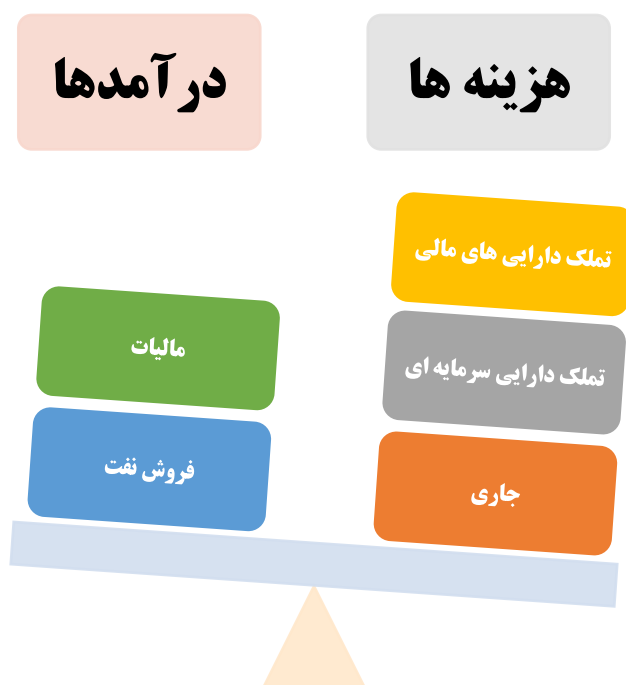 هزینه ها
درآمدها
تملک دارایی های مالی
تملک دارایی سرمایه ای
جاری
مالیات
فروش نفت